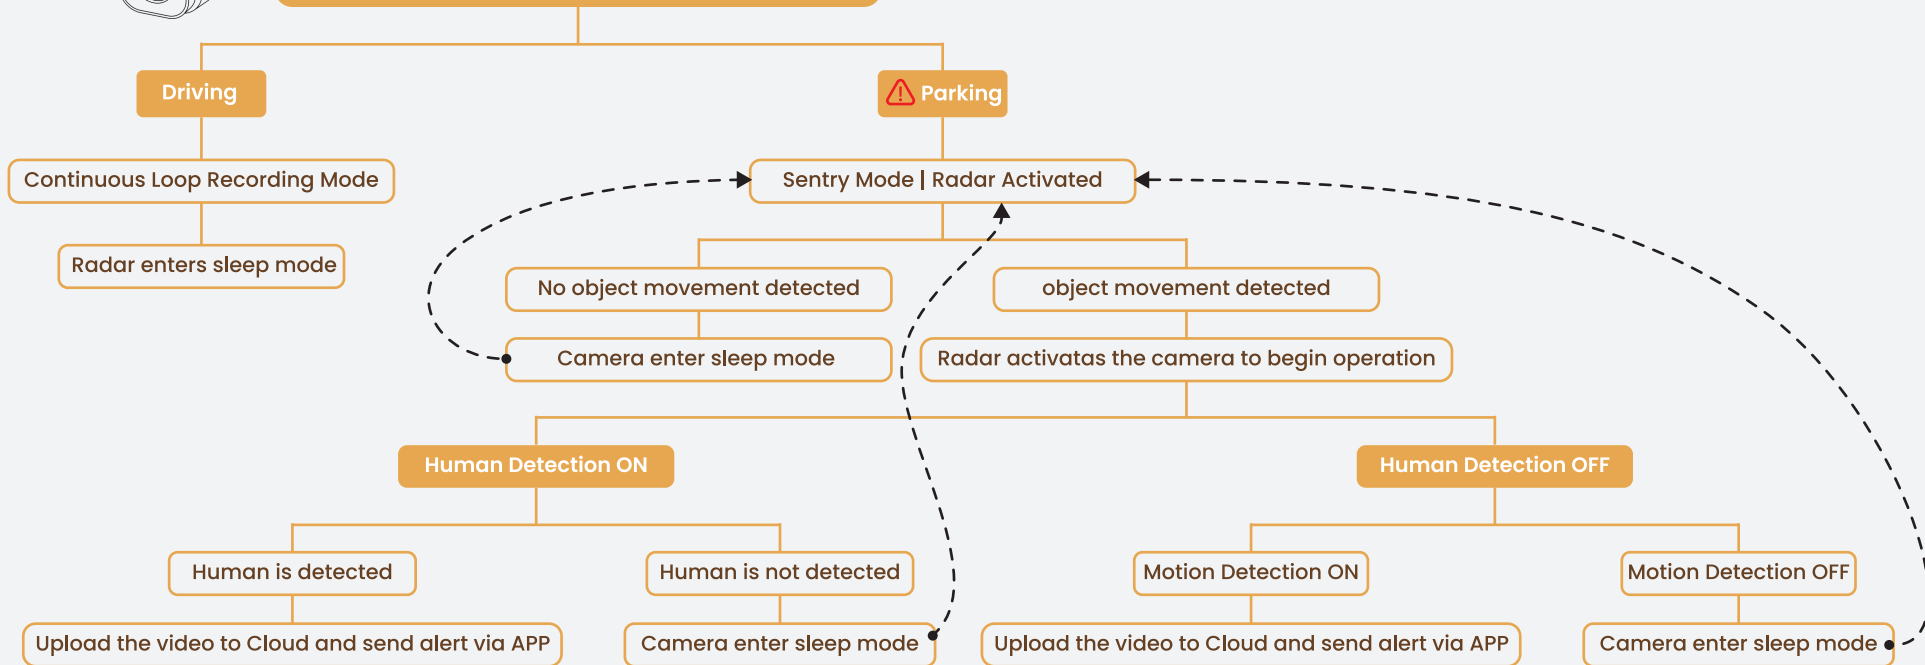 Driving
Parking
Continuous Loop Recording Mode
Sentry Mode | Radar Activated
Radar enters sleep mode
No object movement detected
object movement detected
Camera enter sleep mode
Radar activatas the camera to begin operation
Human Detection ON
Human Detection OFF
Human is detected
Human is not detected
Motion Detection ON
Motion Detection OFF
Upload the video to Cloud and send alert via APP
Camera enter sleep mode
Upload the video to Cloud and send alert via APP
Camera enter sleep mode